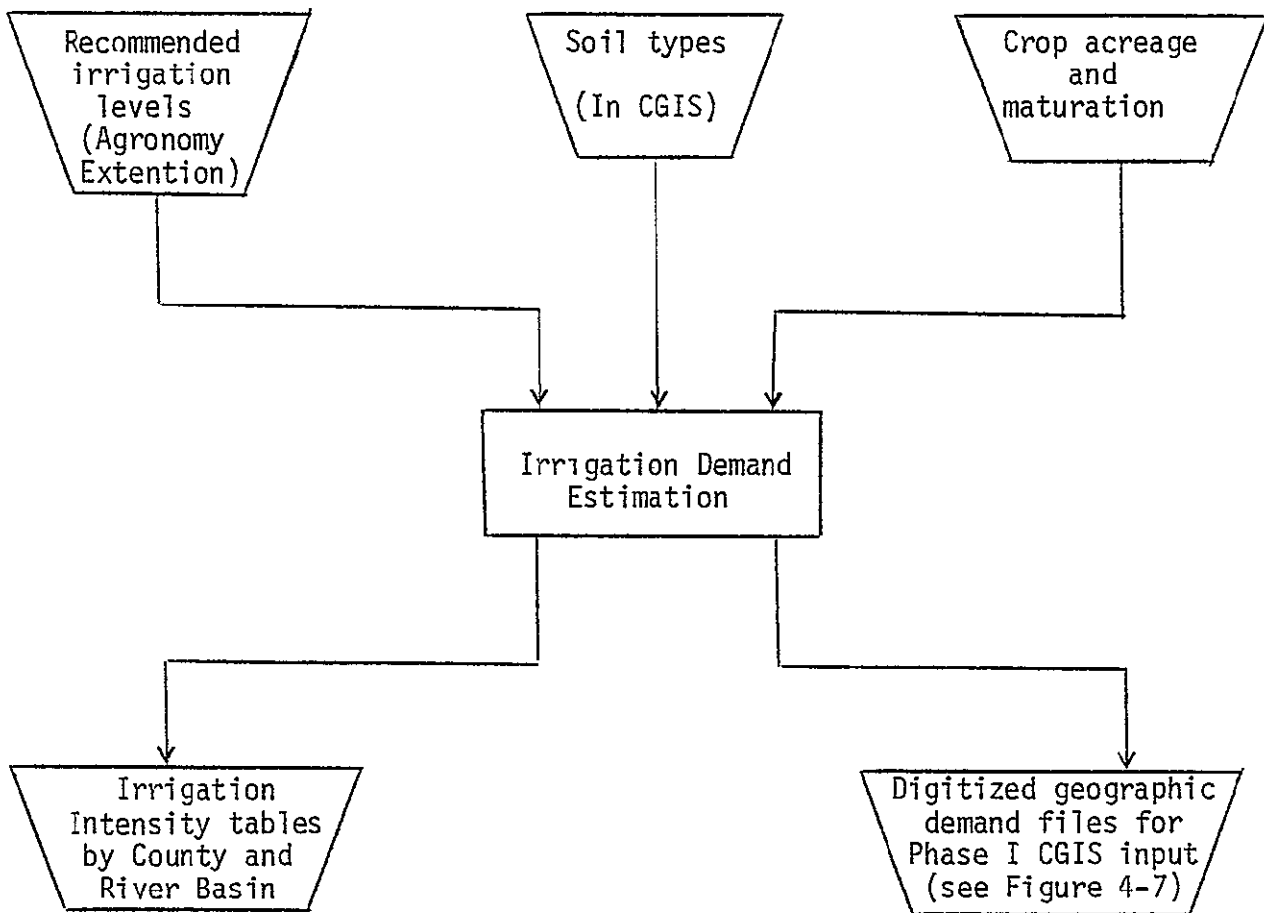 Recommended
irrigation
levels
(Agronomy
Extention)
Soil types
(In CGIS)
Crop acreage
and
maturation
Irrigation Demand
Estimation
Irrigation
Intensity tables
by County and
River Basin
Digitized geographic
demand files for
Phase I CGIS input
(see Figure 4-7)